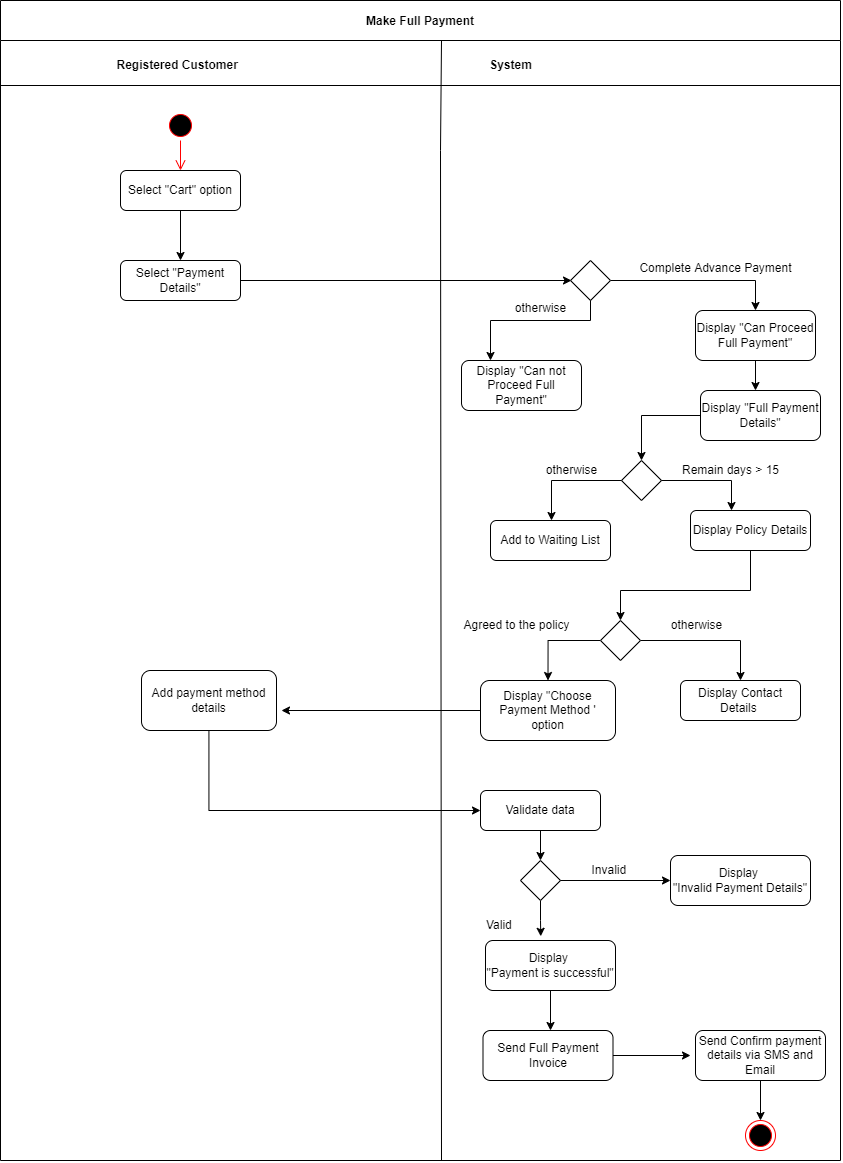 Make Full Payment
Registered Customer
System
Select "Cart" option
Select "Payment
Details"
Complete Advance Payment
otherwise
Display "Can Proceed
Full Payment"
Display "Can not
Proceed Full
Payment"
Display "Full Payment
Details"
otherwise
Remain days > 15
Add to Waiting List
Display Policy Details
Agreed to the policy
otherwise
Add payment method
details
Display "Choose
Payment Method '
option
Display Contact
Details
Validate data
Invalid
Display
"Invalid Payment Details"
Valid
Display
"Payment is successful"
Send Full Payment
Invoice
Send Confirm payment
details via SMS and
Email